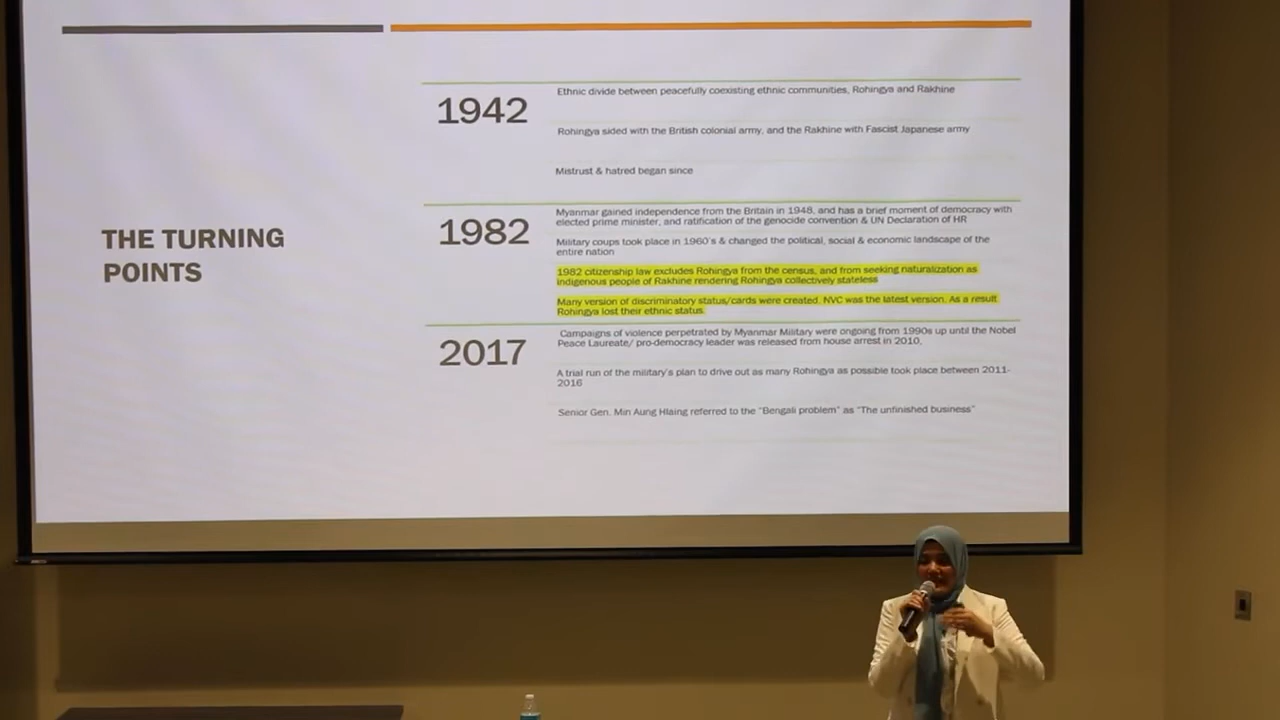 THE TURNING
POINTS
1942
Ethnic divide between peacefully coexisting ethnic communities, Rohingya and Rakhine
Rohingya sided with the British colonial army, and the Rakhine with Fascist Japanese army
Mistrust & hatred began since
1982
Myanmar gained independence from the Britain in 1948, and has a brief moment of democracy with
elected prime minister, and ratification of the genocide convention & UN Declaration of HR
Military coups took place in 1960's & changed the political, social & economic landscape of the
entire nation
1982 citizenship law excludes Rohingya from the census, and from seeking naturalization as
indigenous people of Rakhine rendering Rohingya collectively stateless
Many version of discriminatory status/cards were created. NVC was the latest version. As a result
Rohingya lost their ethnic status.
2017
Campaigns of violence perpetrated by Myanmar Military were ongoing from 1990s up until the Nobel
Peace Laureate/ pro-democracy leader was released from house arrest in 2010.
A trial run of the military's plan to drive out as many Rohingya as possible took place between 2011-
2016
Senior Gen. Min Aung Hlaing referred to the "Bengali problem" as "The unfinished business"